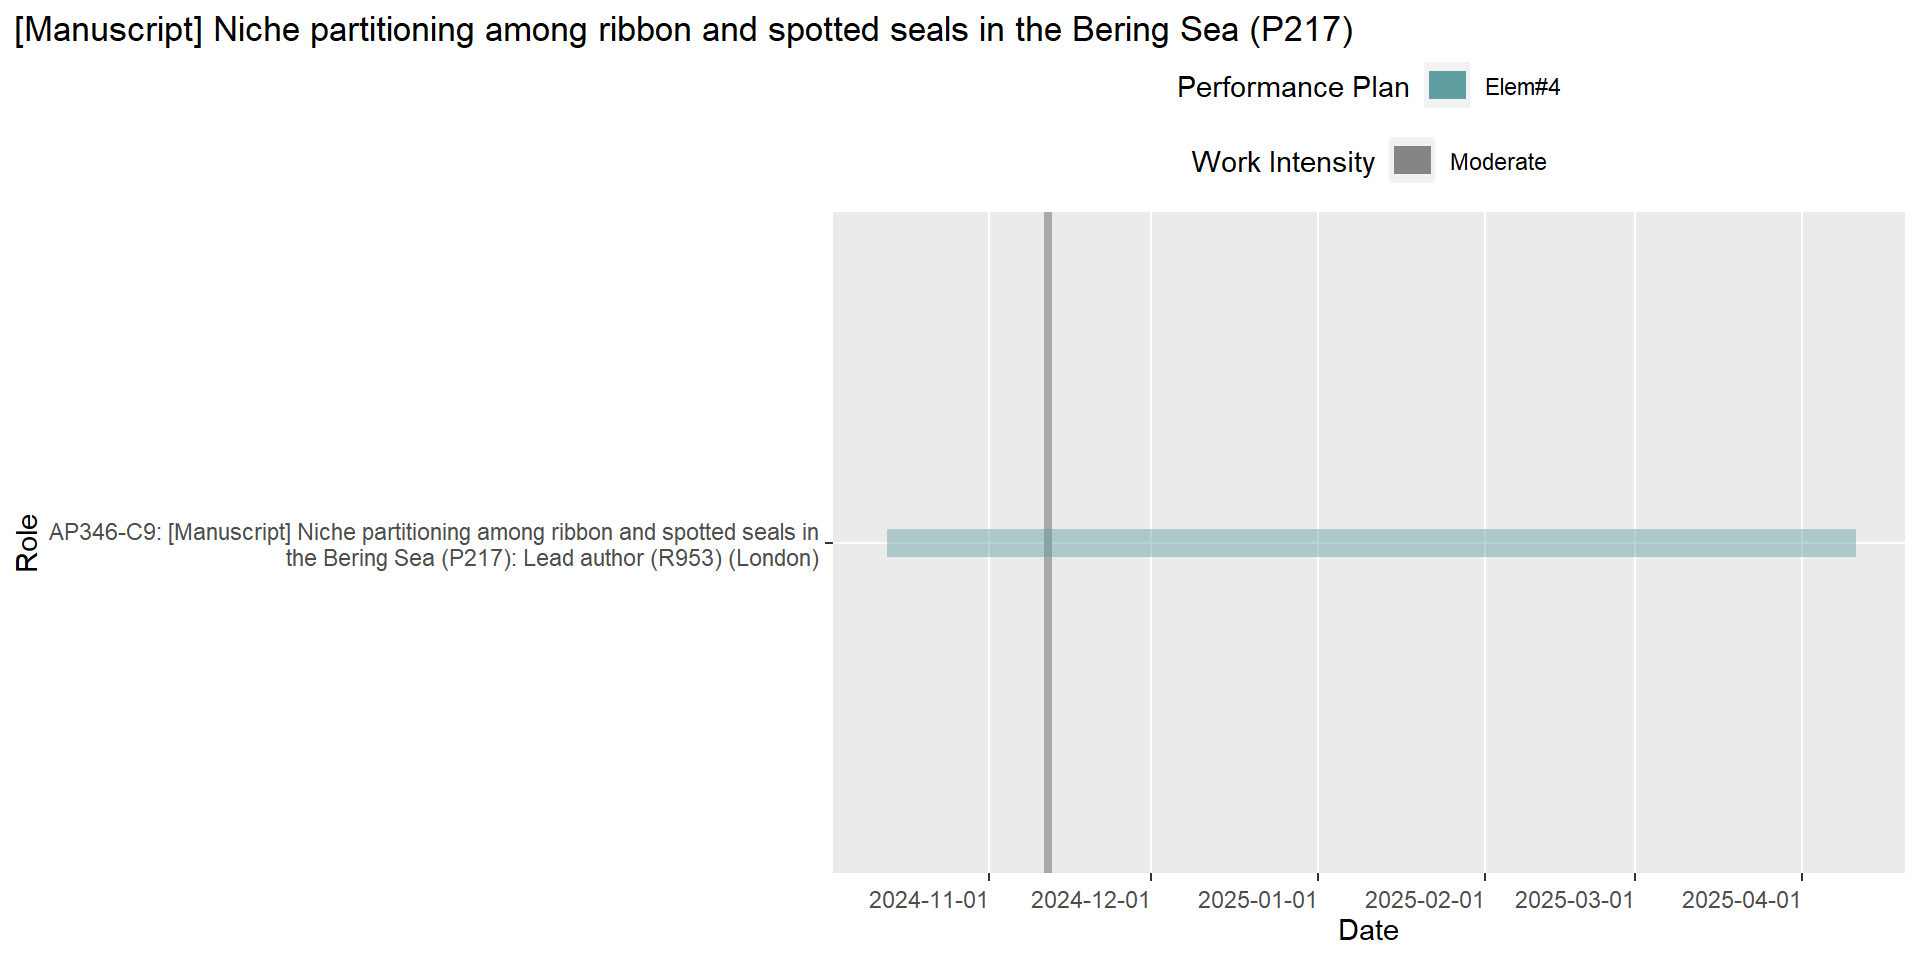 [Manuscript] Niche partitioning among ribbon and spotted seals in the Bering Sea (P217)
Performance Plan
Elem#4
Work Intensity
Moderate
Role
AP346-C9: [Manuscript] Niche partitioning among ribbon and spotted seals in
the Bering Sea (P217): Lead author (R953) (London)
2024-11-01
2024-12-01
2025-01-01
2025-02-01
2025-03-01
2025-04-01
Date